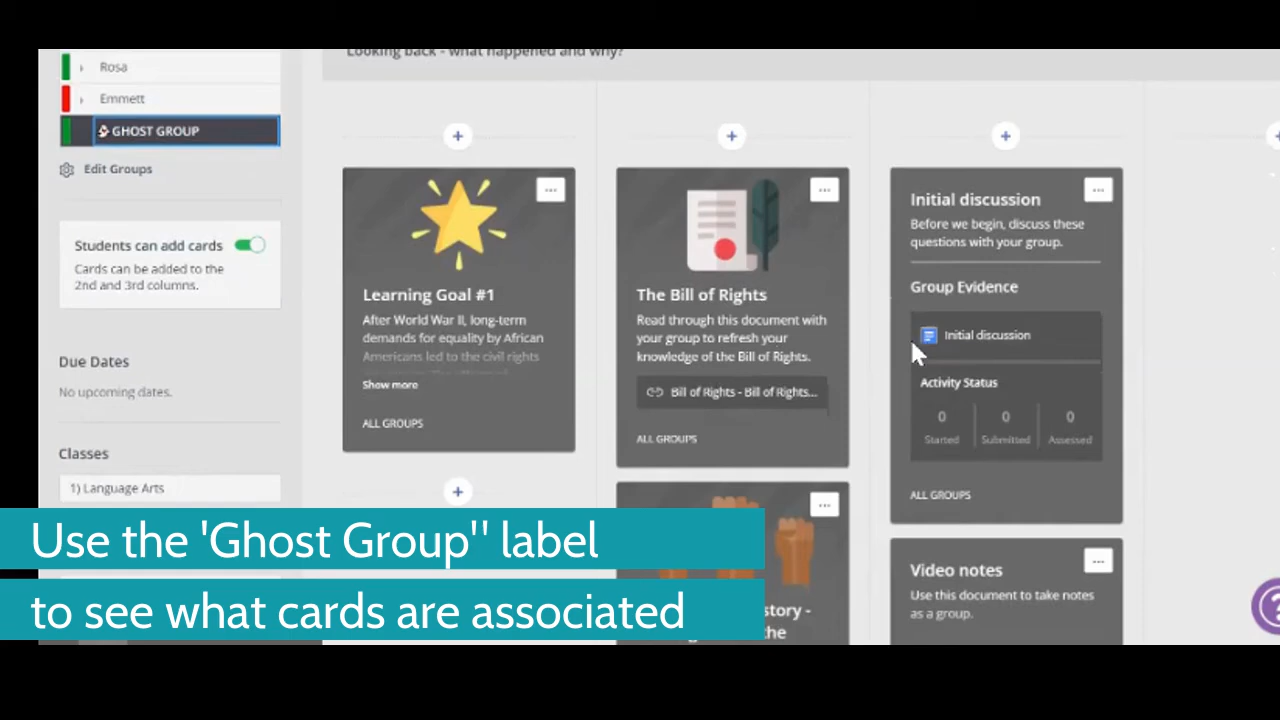 Looking back - what happened and why?
Rosa
Emmett
GHOST GROUP
Edit Groups
Students can add cards
Cards can be added to the
2nd and 3rd columns.
Due Dates
No upcoming dates.
Classes
1) Language Arts
Learning Goal #1
After World War II, long-term
demands for equality by African
Americans led to the civil rights
Show more
ALL GROUPS
The Bill of Rights
Read through this document with
your group to refresh your
knowledge of the Bill of Rights.
Bill of Rights - Bill of Rights...
ALL GROUPS
story -
the
Initial discussion
Before we begin, discuss these
questions with your group.
Group Evidence
Initial discussion
Activity Status
0 0 0
Started Submitted Assessed
ALL GROUPS
Video notes
Use this document to take notes
as a group.
Use the 'Ghost Group'' label
to see what cards are associated